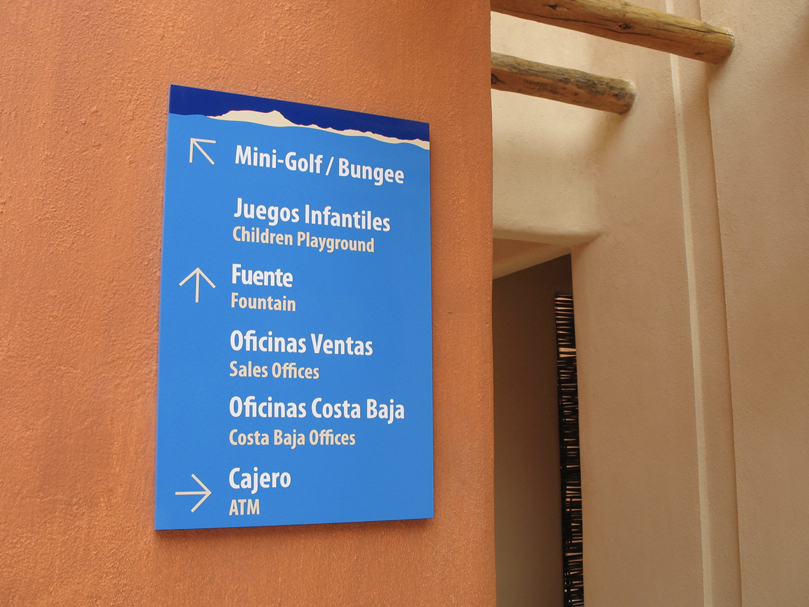 Mini-Golf / Bungee
Juegos Infantiles
Children Playground
Fuente
Fountain
Oficinas Ventas
Sales Offices
Oficinas Costa Baja
Costa Baja Offices
Cajero
ATM